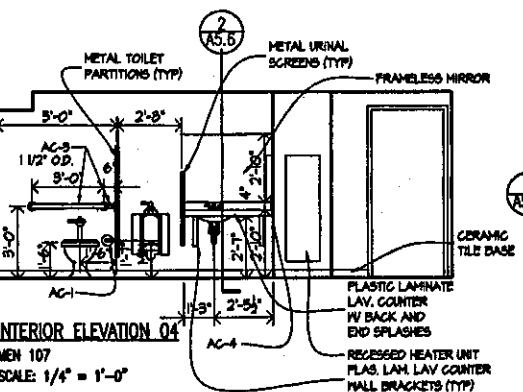 2
A5.6
METAL TOILET
PARTITIONS (TYP)
METAL URINAL
SCREENS (TYP)
FRAMELESS MIRROR
5'-0"
2'-8"
AC-3
1 1/2" O.D.
3'-0"
6"
2'-10"
4"
3'-0"
1'-6"
2'-7"
2'-10"
CERAMIC
TILE BASE
AC-1
1'-3"
2'-5½"
AC-4
PLASTIC LAMINATE
LAV. COUNTER
W/ BACK AND
END SPLASHES
RECESSED HEATER UNIT
PLAS. LAM. LAV COUNTER
WALL BRACKETS (TYP)
INTERIOR ELEVATION 04
MEN 107
SCALE: 1/4" = 1'-0"